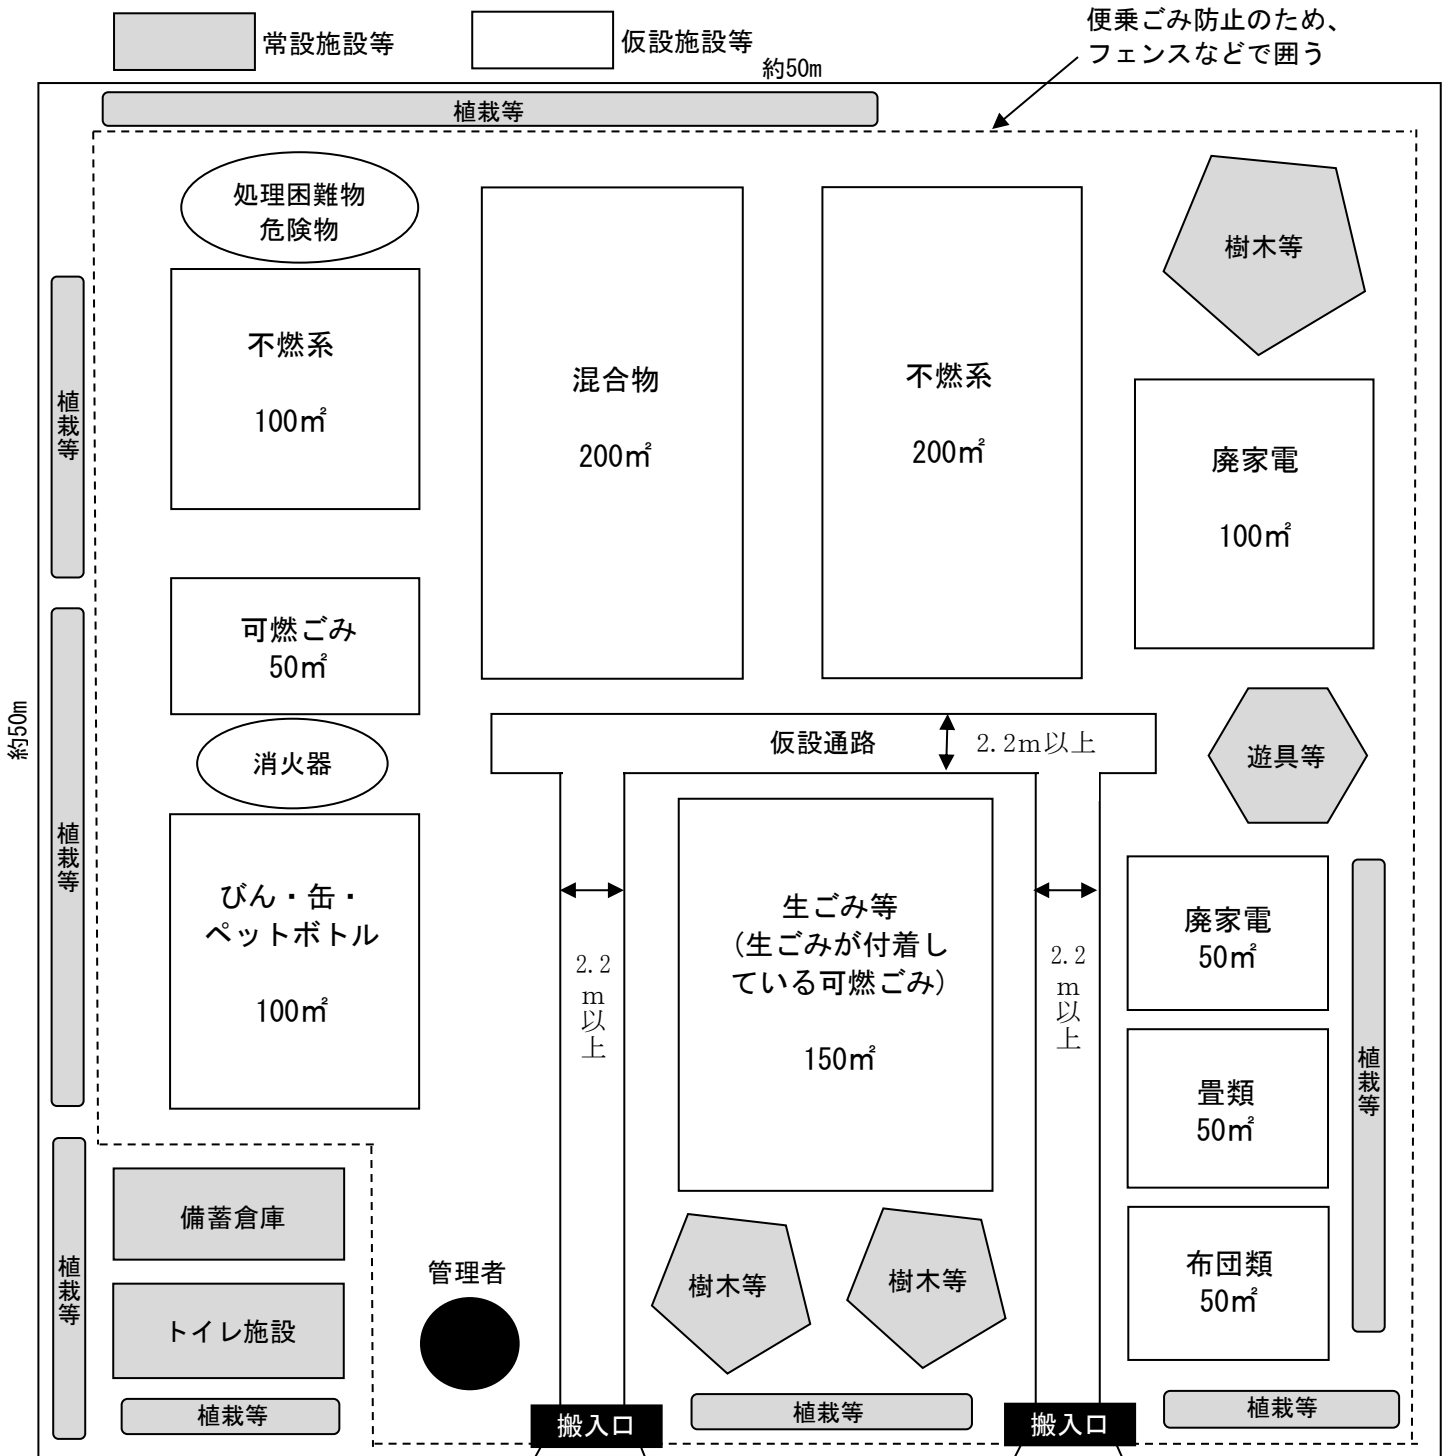 常設施設等
仮設施設等
便乗ごみ防止のため、
フェンスなどで囲う
約50m
植栽等
処理困難物
危険物
不燃系
100㎡
混合物
200㎡
不燃系
200㎡
樹木等
廃家電
100㎡
植栽等
可燃ごみ
50㎡
消火器
仮設通路
2.2m以上
遊具等
約50m
植栽等
びん・缶・
ペットボトル
100㎡
2.2m以上
生ごみ等
(生ごみが付着し
ている可燃ごみ)
150㎡
2.2m以上
廃家電
50㎡
畳類
50㎡
布団類
50㎡
植栽等
植栽等
備蓄倉庫
トイレ施設
植栽等
管理者
樹木等
樹木等
搬入口
植栽等
搬入口
植栽等